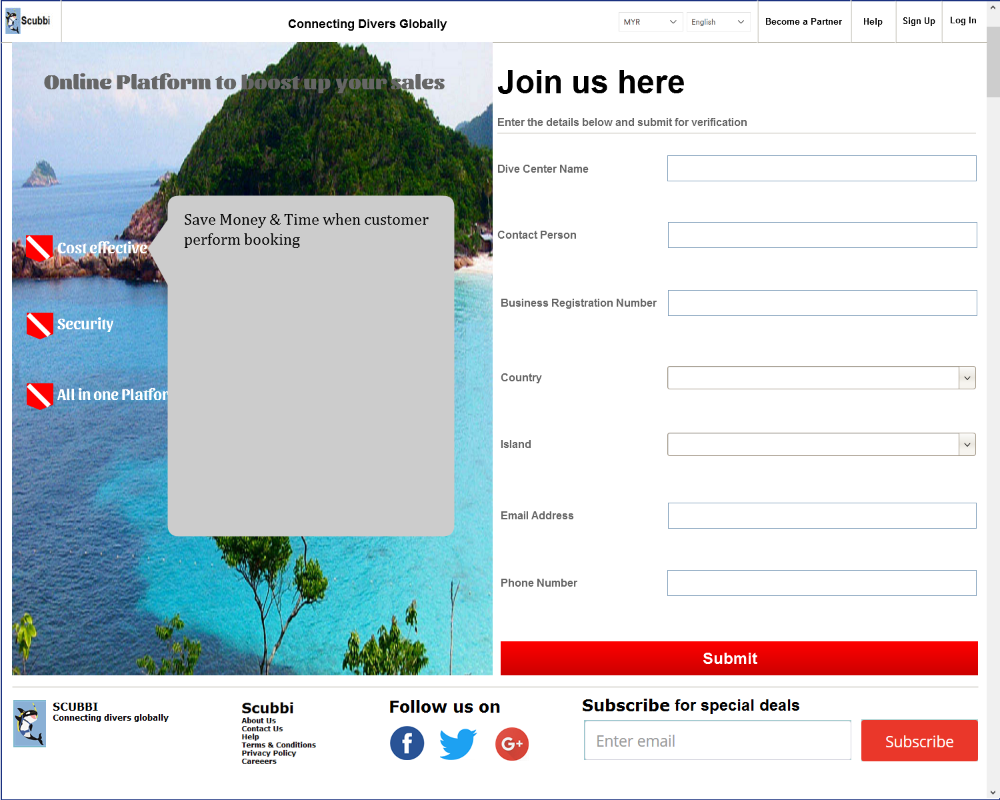 Scubbi
Connecting Divers Globally
MYR
English
Become a Partner
Help
Sign Up
Log In
Online Platform to boost up your sales
Save Money & Time when customer
perform booking
Cost effective
Security
All in one Platfor
Join us here
Enter the details below and submit for verification
Dive Center Name
Contact Person
Business Registration Number
Country
Island
Email Address
Phone Number
Submit
SCUBBI
Connecting divers globally
Scubbi
About Us
Contact Us
Help
Terms & Conditions
Privacy Policy
Careeers
Follow us on
f
G+
Subscribe for special deals
Enter email
Subscribe